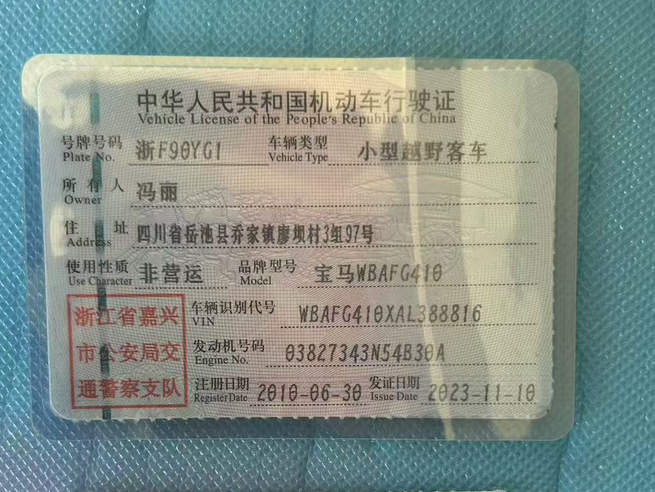 中华人民共和国机动车行驶证
Vehicle License of the People's Republic of China
号牌号码 浙F90YG1 车辆类型 小型越野客车
Plate No. Vehicle Type
所有人 冯丽
Owner
住址 四川省岳池县乔家镇廖坝村3组97号
Address
使用性质 非营运 品牌型号 宝马WBAFG410
Use Character Model
浙江省嘉兴
市公安局交
通警察支队
车辆识别代号 WBAFG410XAL388816
VIN
发动机号码 03827343N54B30A
Engine No.
注册日期 2010-06-30 发证日期 2023-11-10
Register Date Issue Date